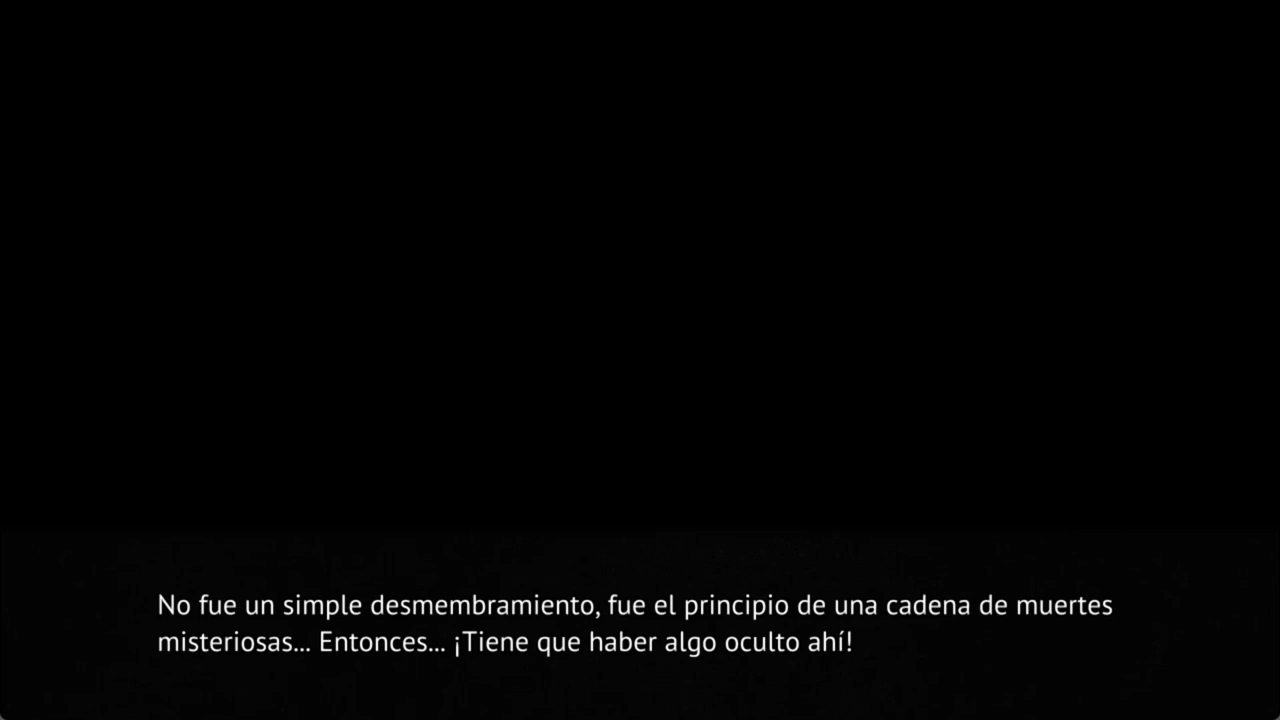 No fue un simple desmembramiento, fue el principio de una cadena de muertes
misteriosas... Entonces... ¡Tiene que haber algo oculto ahí!